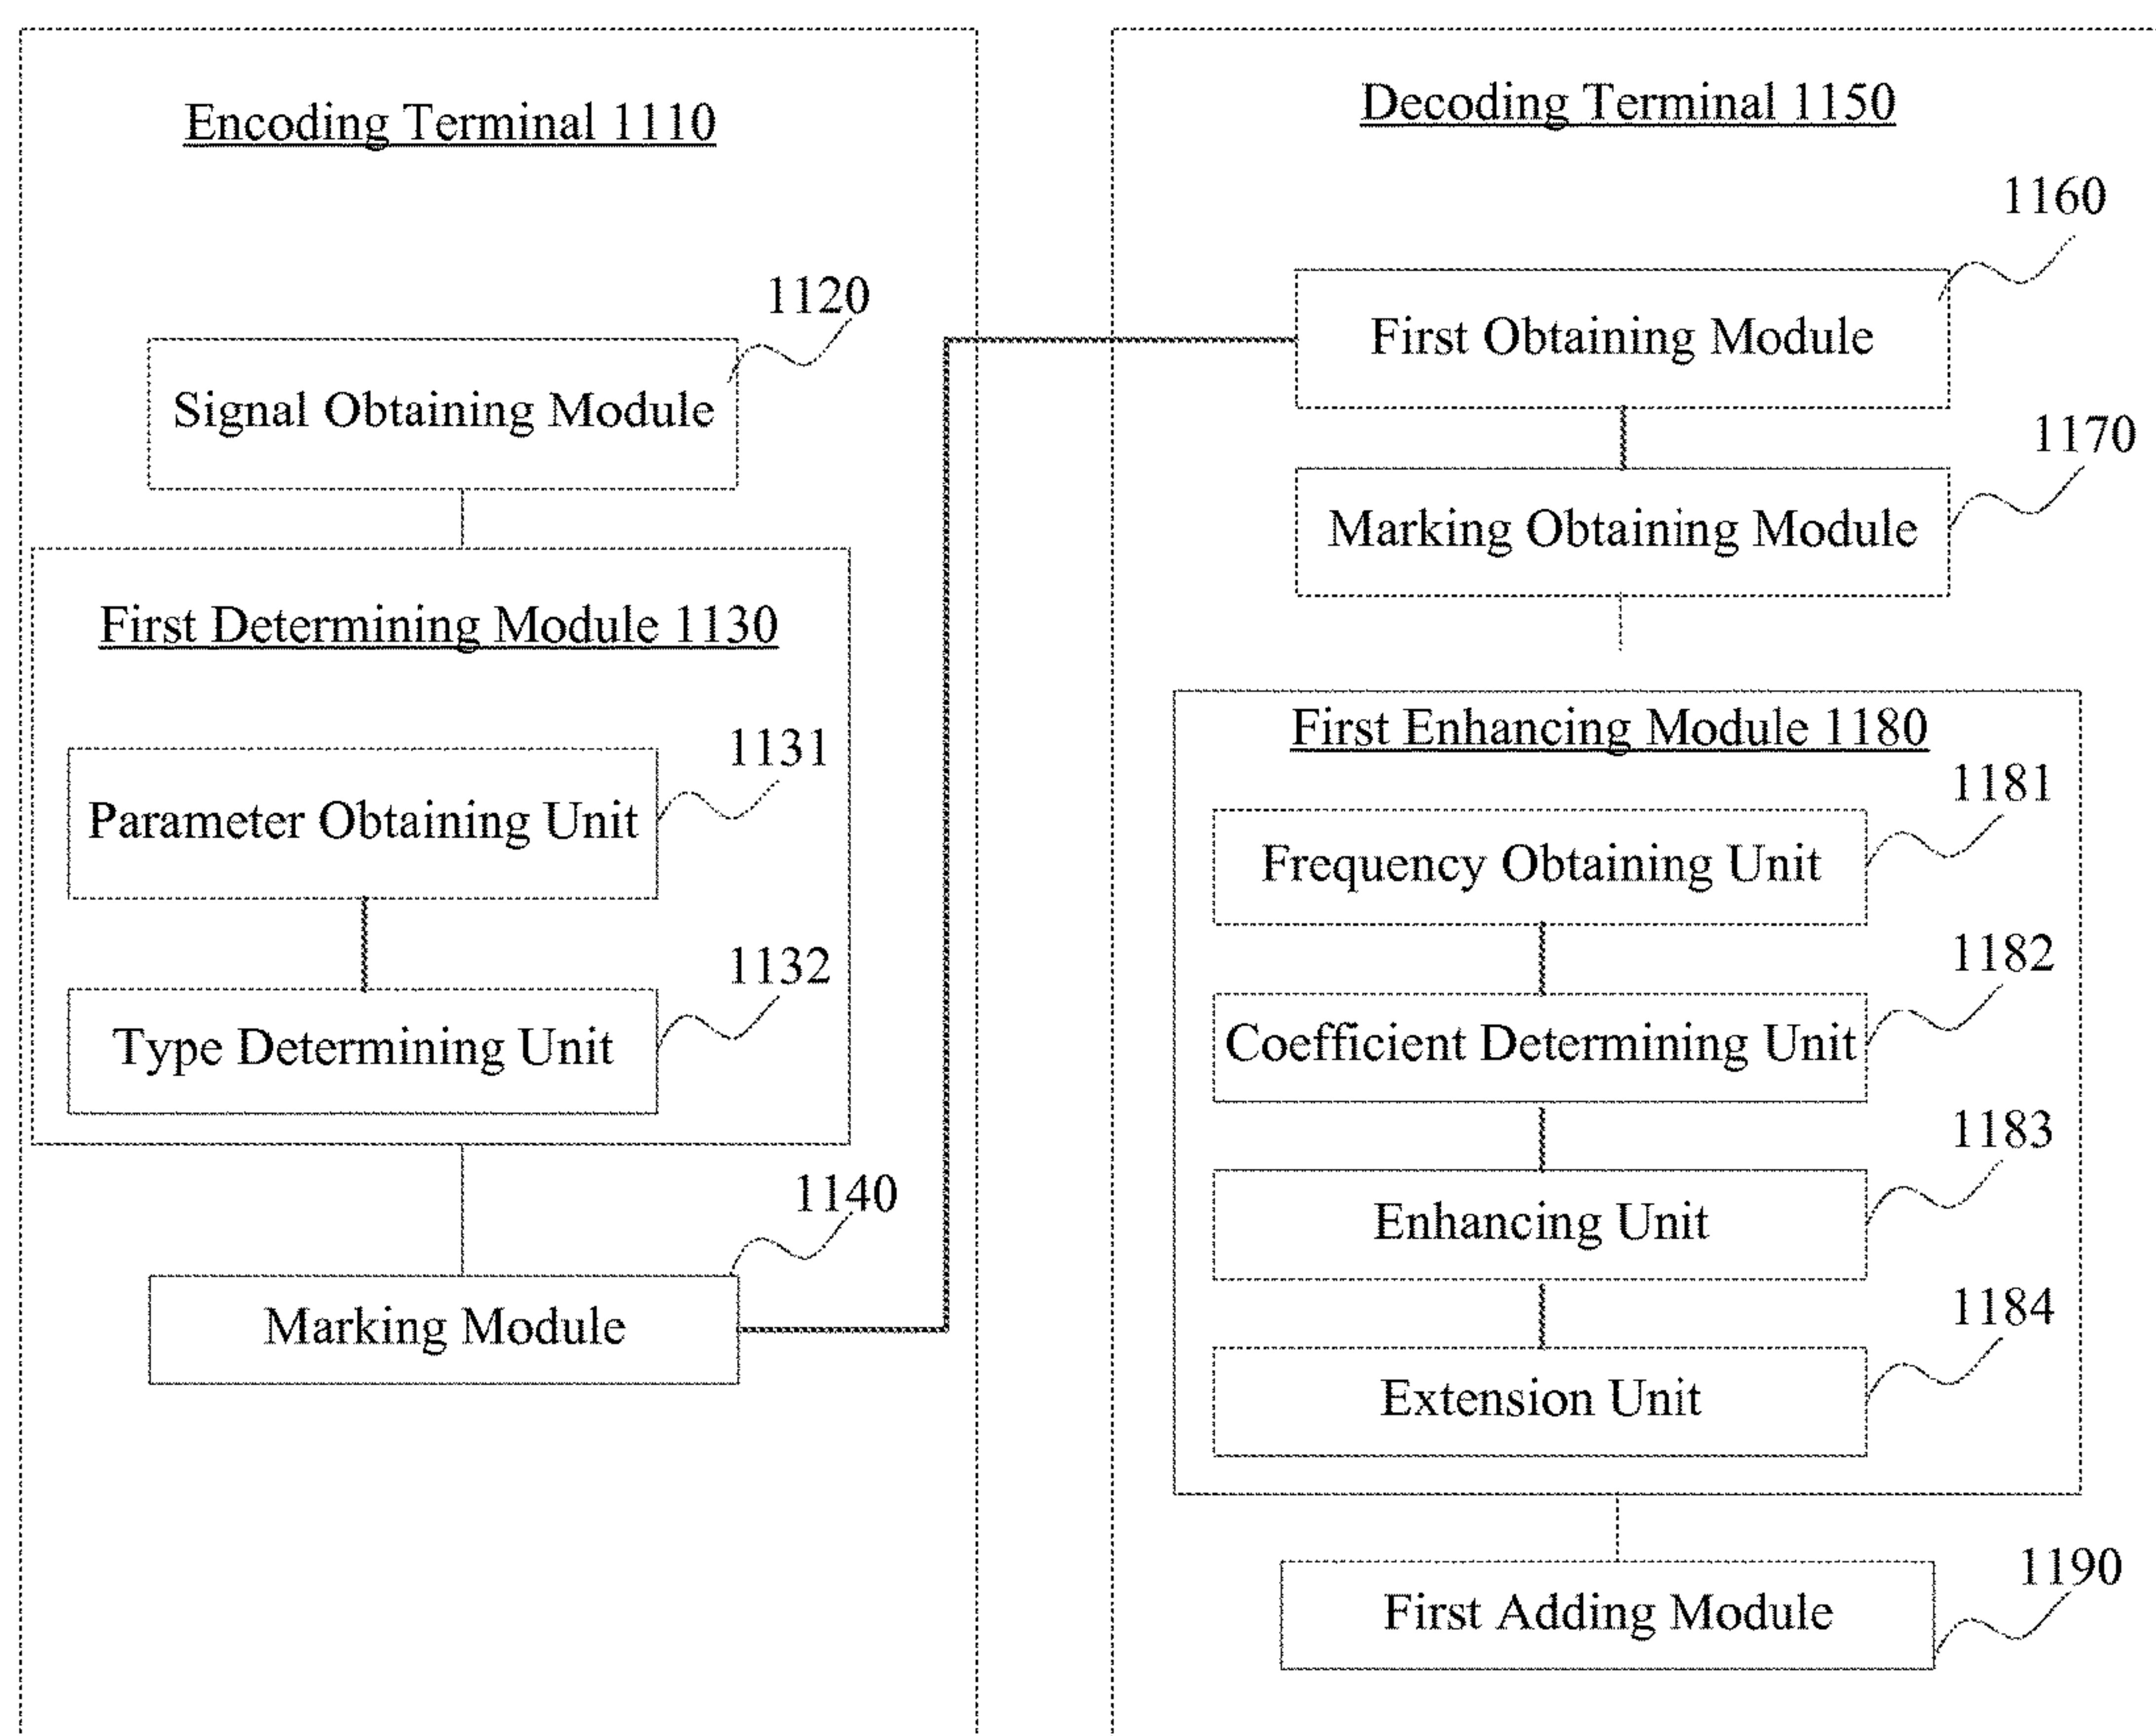 Encoding Terminal 1110
1120
Signal Obtaining Module
First Determining Module 1130
1131
Parameter Obtaining Unit
1132
Type Determining Unit
1140
Marking Module
Decoding Terminal 1150
1160
First Obtaining Module
1170
Marking Obtaining Module
First Enhancing Module 1180
1181
Frequency Obtaining Unit
1182
Coefficient Determining Unit
1183
Enhancing Unit
1184
Extension Unit
1190
First Adding Module